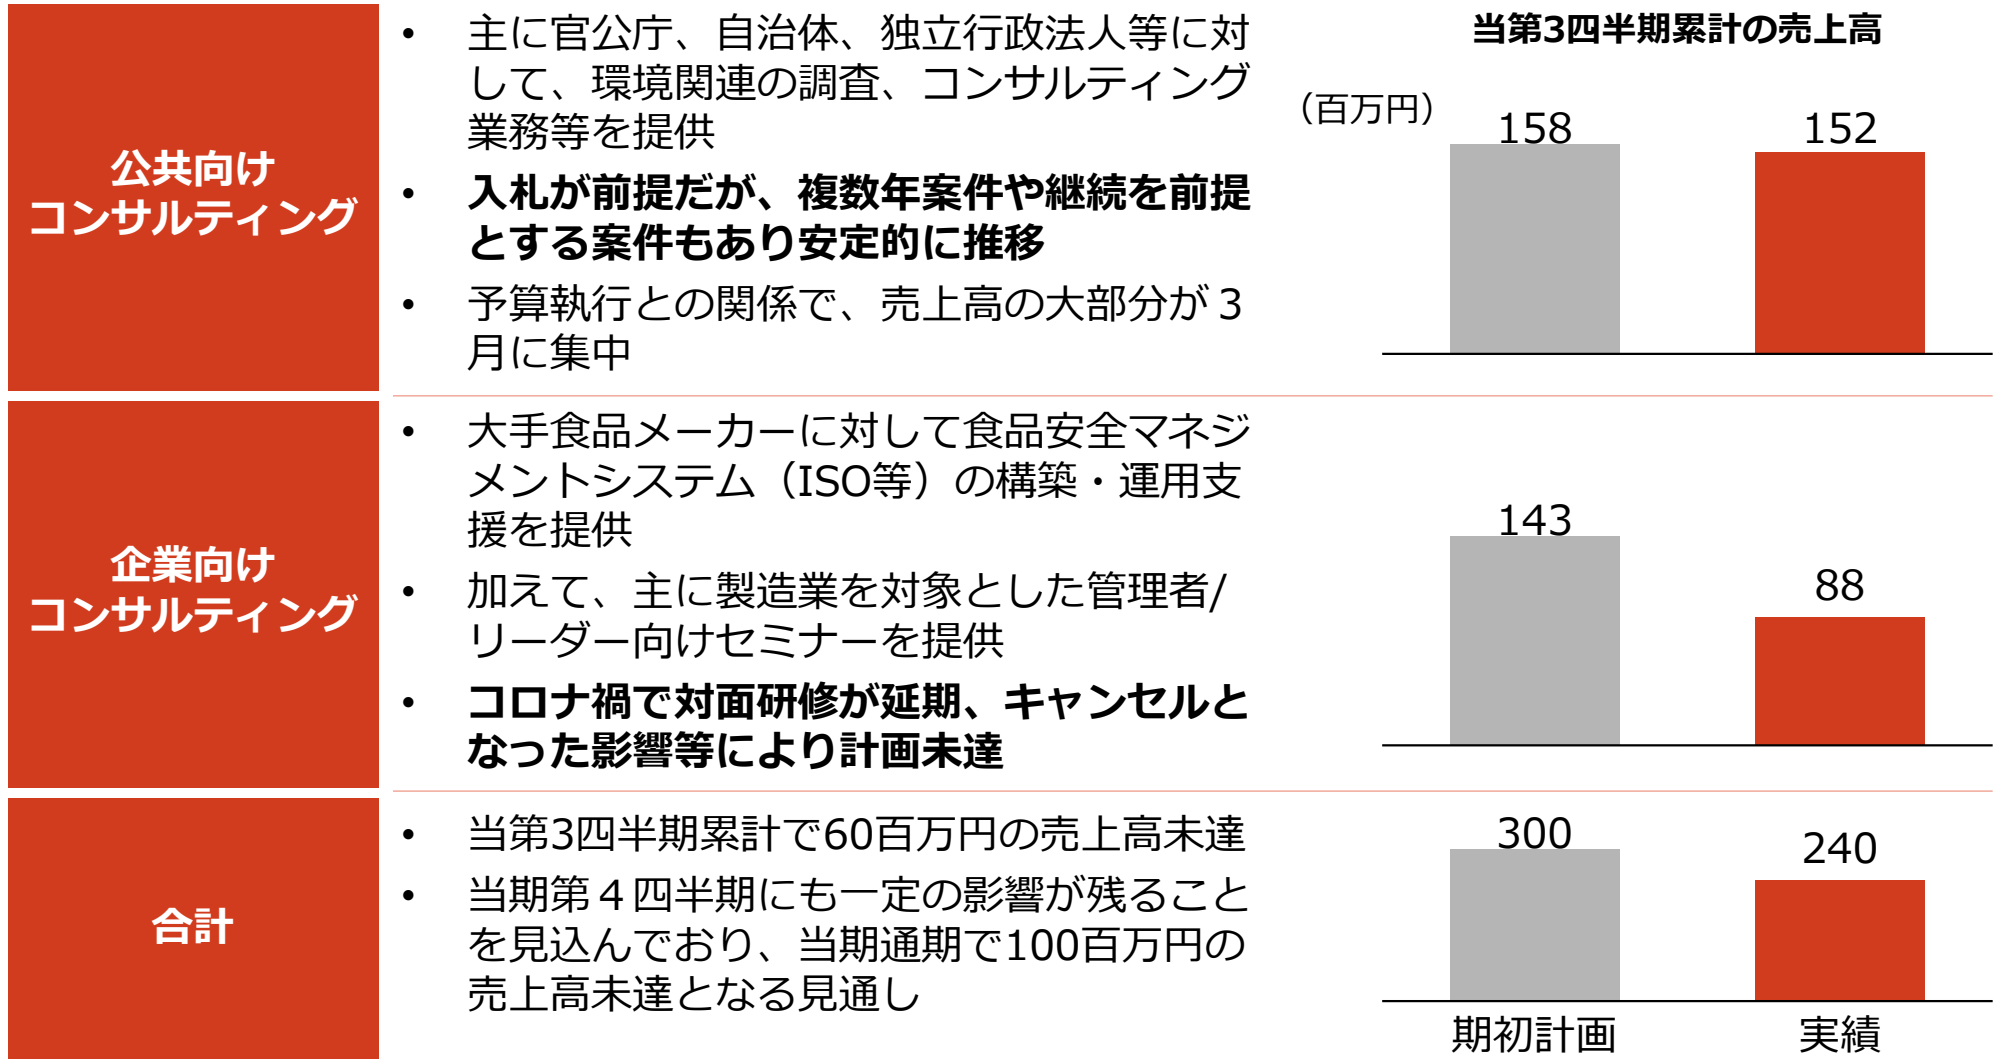 当第3四半期累計の売上高
公共向け
コンサルティング
• 主に官公庁、自治体、独立行政法人等に対
して、環境関連の調査、コンサルティング
業務等を提供
• 入札が前提だが、複数年案件や継続を前提
とする案件もあり安定的に推移
• 予算執行との関係で、売上高の大部分が３
月に集中
（百万円）
158
152
企業向け
コンサルティング
• 大手食品メーカーに対して食品安全マネジ
メントシステム（ISO等）の構築・運用支
援を提供
• 加えて、主に製造業を対象とした管理者/
リーダー向けセミナーを提供
• コロナ禍で対面研修が延期、キャンセルと
なった影響等により計画未達
143
88
合計
• 当第3四半期累計で60百万円の売上高未達
• 当期第４四半期にも一定の影響が残ること
を見込んでおり、当期通期で100百万円の
売上高未達となる見通し
300
240
期初計画
実績